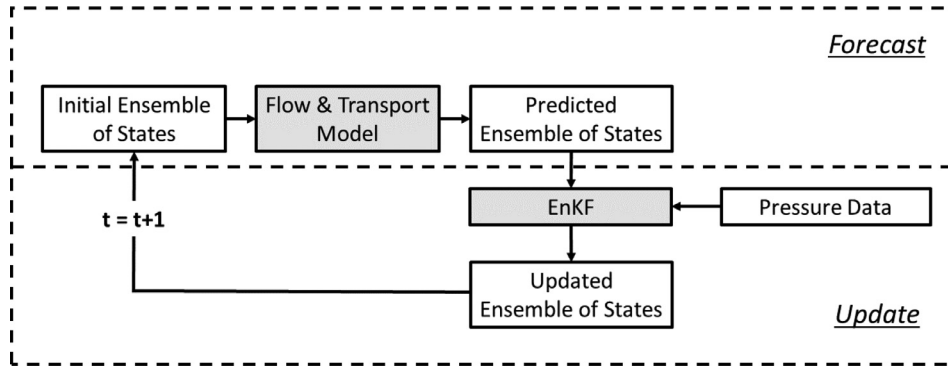 Forecast
Initial Ensemble
of States
Flow & Transport
Model
Predicted
Ensemble of States
EnKF
Pressure Data
t = t+1
Updated
Ensemble of States
Update